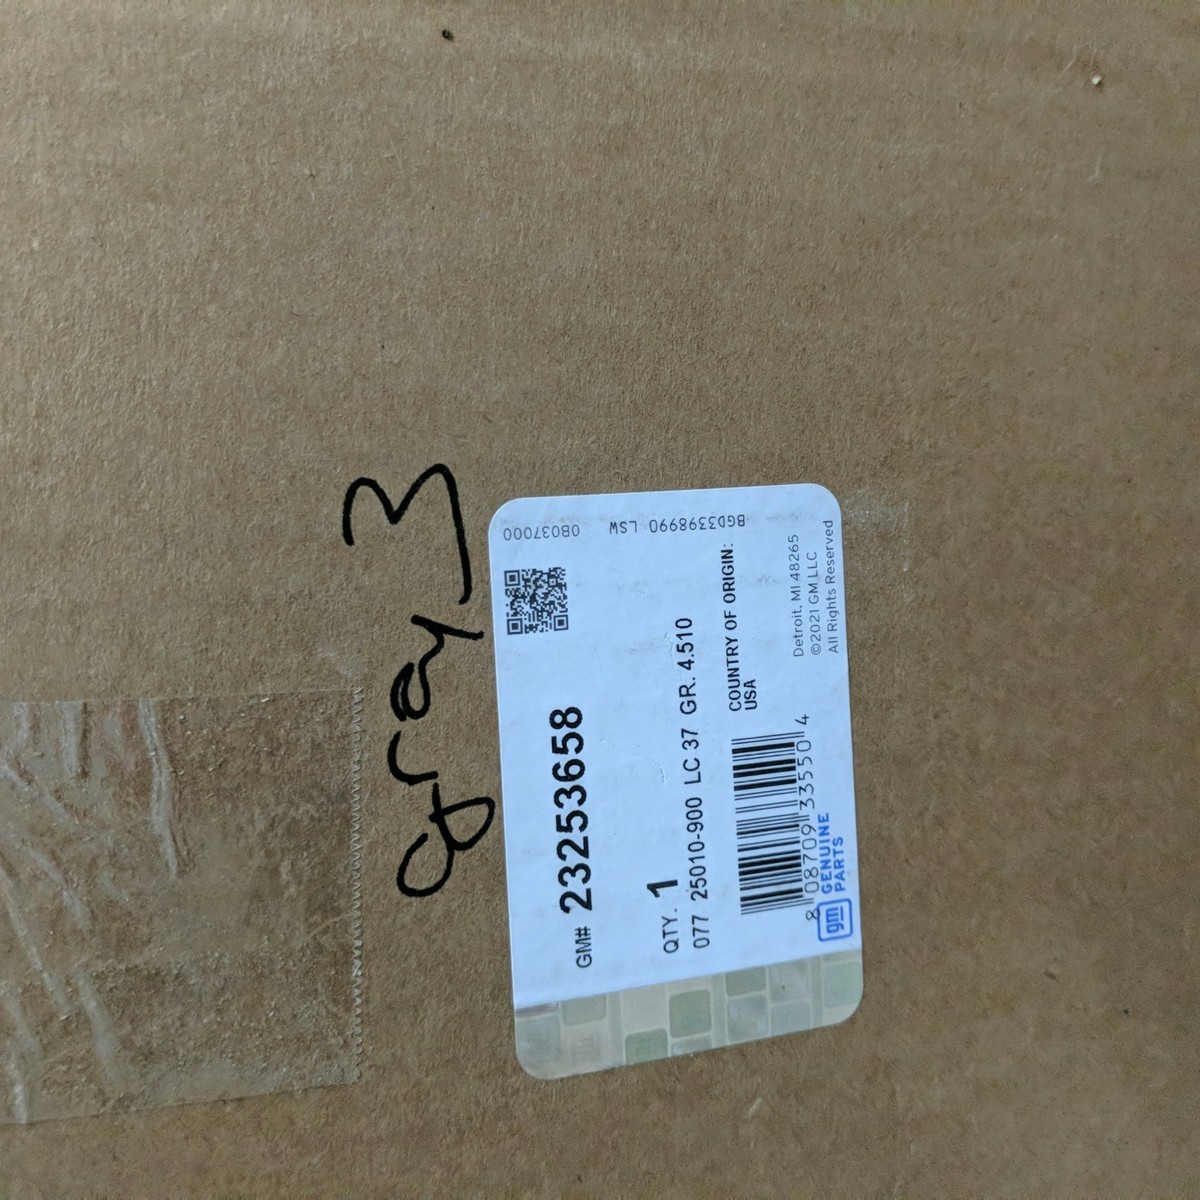 gray 3
GM# 23253658
QTY. 1
077 25010-900 LC 37 GR. 4.510
COUNTRY OF ORIGIN:
USA
8 08709 33550 4
gm GENUINE
PARTS
Detroit, MI 48265
©2021 GM LLC
All Rights Reserved
BGD3398990 LSW 0B037000